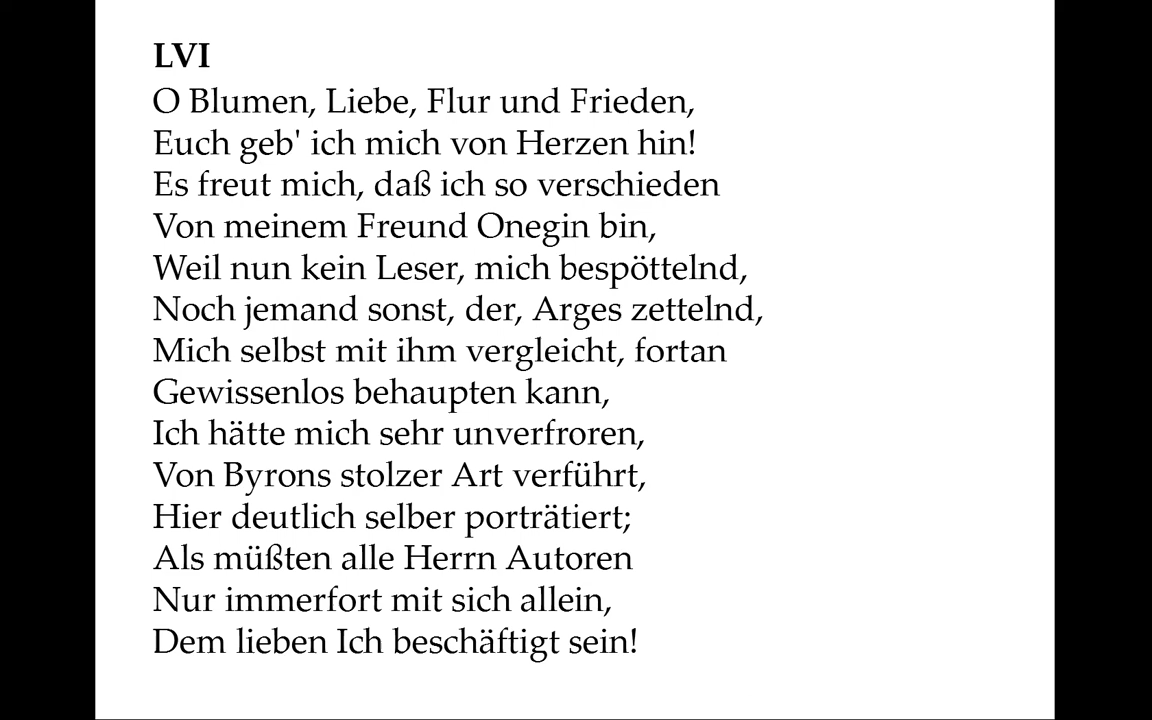 LVI
O Blumen, Liebe, Flur und Frieden,
Euch geb' ich mich von Herzen hin!
Es freut mich, daß ich so verschieden
Von meinem Freund Onegin bin,
Weil nun kein Leser, mich bespöttelnd,
Noch jemand sonst, der, Arges zettelnd,
Mich selbst mit ihm vergleicht, fortan
Gewissenlos behaupten kann,
Ich hätte mich sehr unverfroren,
Von Byrons stolzer Art verführt,
Hier deutlich selber porträtiert;
Als müßten alle Herrn Autoren
Nur immerfort mit sich allein,
Dem lieben Ich beschäftigt sein!